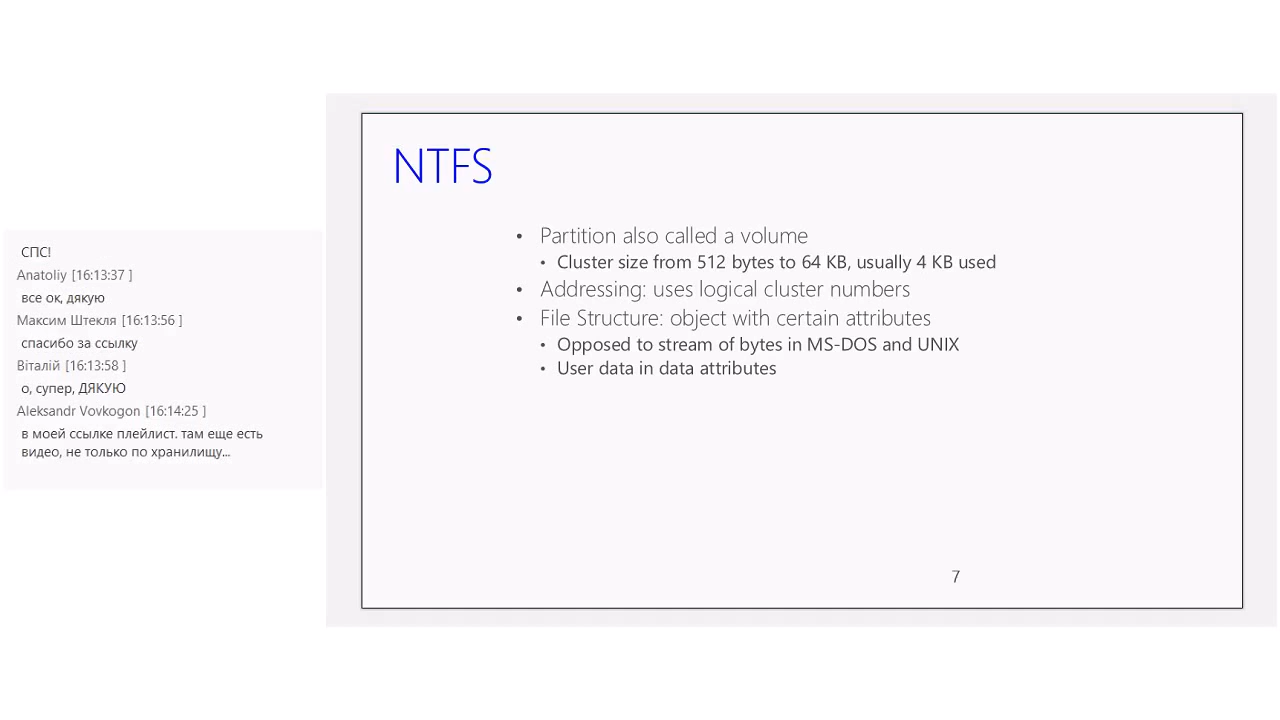 СПС!
Anatoliy [16:13:37 ]
все ок, дякую
Максим Штекля [16:13:56 ]
спасибо за ссылку
Віталій [16:13:58 ]
о, супер, ДЯКУЮ
Aleksandr Vovkogon [16:14:25 ]
в моей ссылке плейлист. там еще есть
видео, не только по хранилищу...
NTFS
• Partition also called a volume
• Cluster size from 512 bytes to 64 KB, usually 4 KB used
• Addressing: uses logical cluster numbers
• File Structure: object with certain attributes
• Opposed to stream of bytes in MS-DOS and UNIX
• User data in data attributes
7